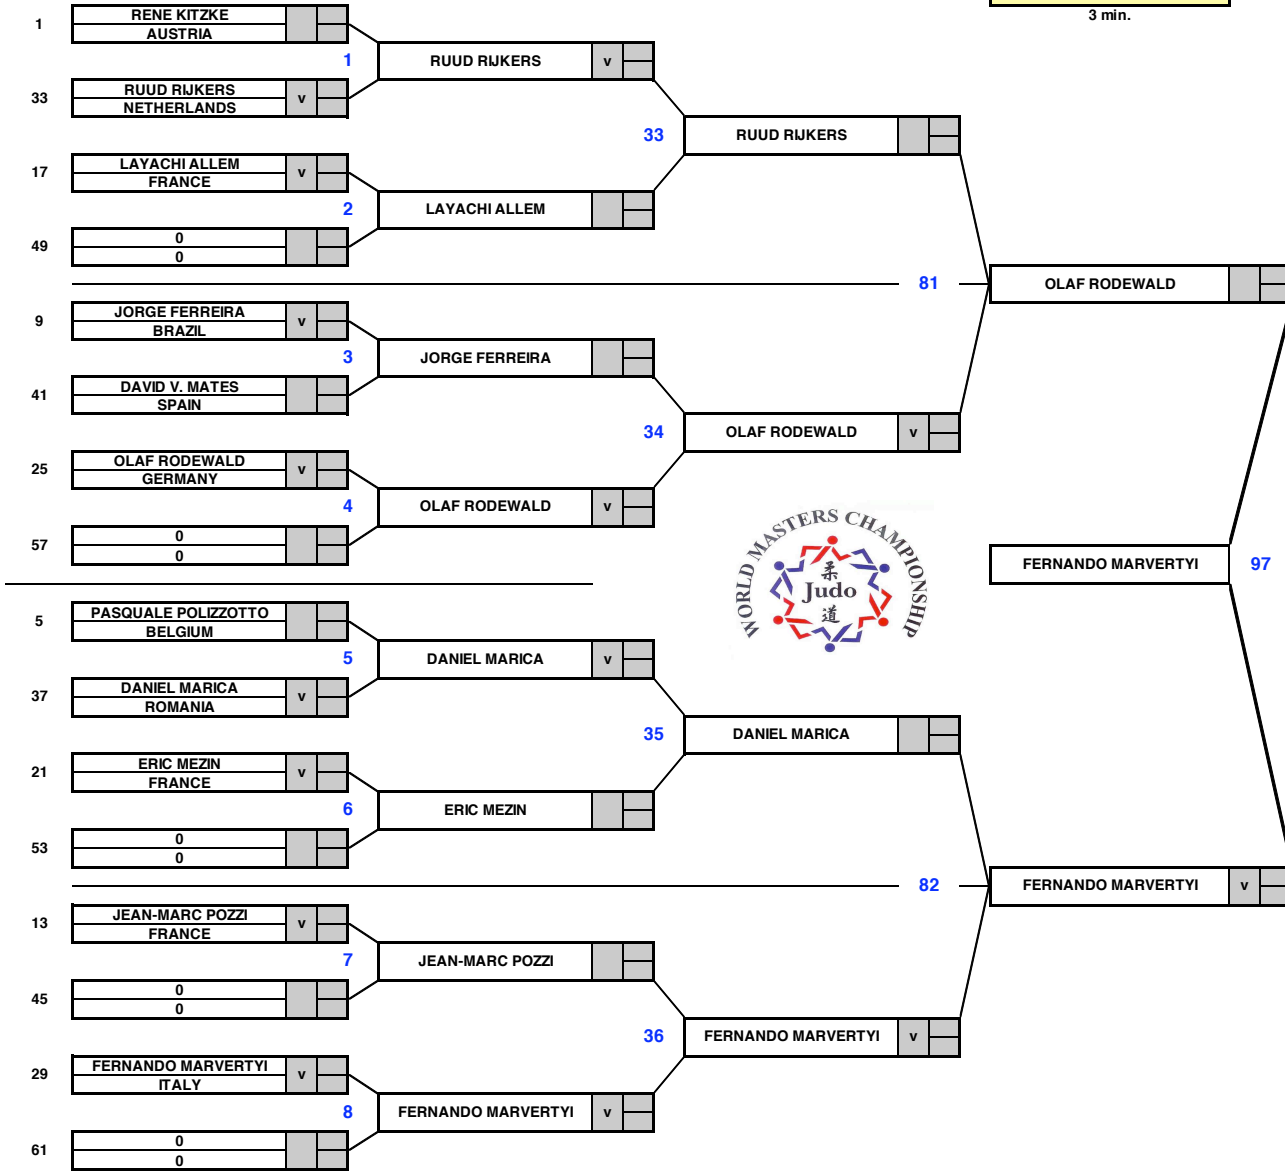 3 min.
1
RENE KITZKE
AUSTRIA
1
RUUD RIJKERS
v
33
RUUD RIJKERS
NETHERLANDS
v
33
RUUD RIJKERS
17
LAYACHI ALLEM
FRANCE
v
2
LAYACHI ALLEM
49
0
0
81
OLAF RODEWALD
9
JORGE FERREIRA
BRAZIL
v
3
JORGE FERREIRA
41
DAVID V. MATES
SPAIN
34
OLAF RODEWALD
v
25
OLAF RODEWALD
GERMANY
v
4
OLAF RODEWALD
v
57
0
0
WORLD MASTERS CHAMPIONSHIP
柔
Judo
道
FERNANDO MARVERTYI
97
5
PASQUALE POLIZZOTTO
BELGIUM
5
DANIEL MARICA
v
37
DANIEL MARICA
ROMANIA
v
35
DANIEL MARICA
21
ERIC MEZIN
FRANCE
v
6
ERIC MEZIN
53
0
0
82
FERNANDO MARVERTYI
v
13
JEAN-MARC POZZI
FRANCE
v
7
JEAN-MARC POZZI
45
0
0
36
FERNANDO MARVERTYI
v
29
FERNANDO MARVERTYI
ITALY
v
8
FERNANDO MARVERTYI
v
61
0
0